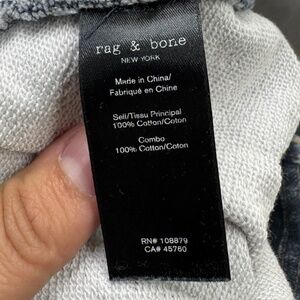 rag & bone
NEW YORK
Made in China/
Fabriqué en Chine
Self/Tissu Principal
100% Cotton/Coton
Combo
100% Cotton/Coton
RN# 108879
CA# 45760